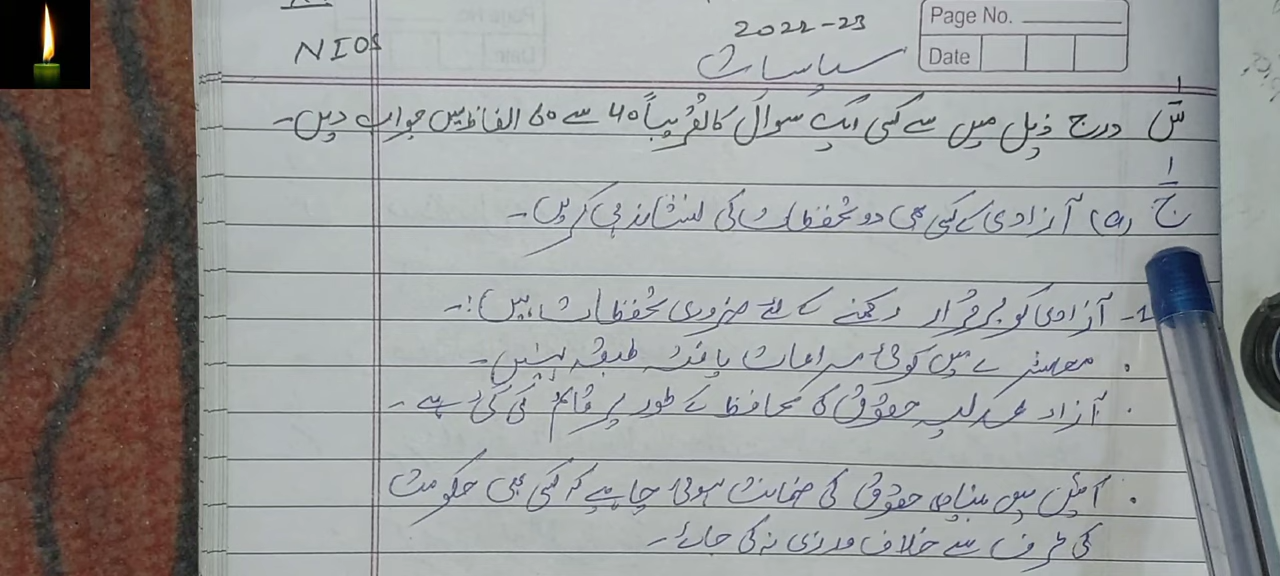 Page No.
Date
NIOS
2022-23
سیاسیات
س۱ درج ذیل میں سے کسی ایک سوال کا تقریباً 40 سے 60 الفاظ میں جواب دیں۔
ج۱ (a) آزادی کے کسی بھی دو تحفظات کی نشاندہی کریں۔
1- آزادی کو برقرار رکھنے کے لئے ضروری تحفظات ہیں:-
• معاشرے میں کوئی مراعات یافتہ طبقہ نہیں۔
• آزاد عدلیہ حقوق کا محافظ کے طور پر قائم کی گئی ہے۔
• آئین میں بنیادی حقوق کی ضمانت ہونی چاہیے کہ کسی بھی حکومت
کی طرف سے خلاف ورزی نہ کی جائے۔